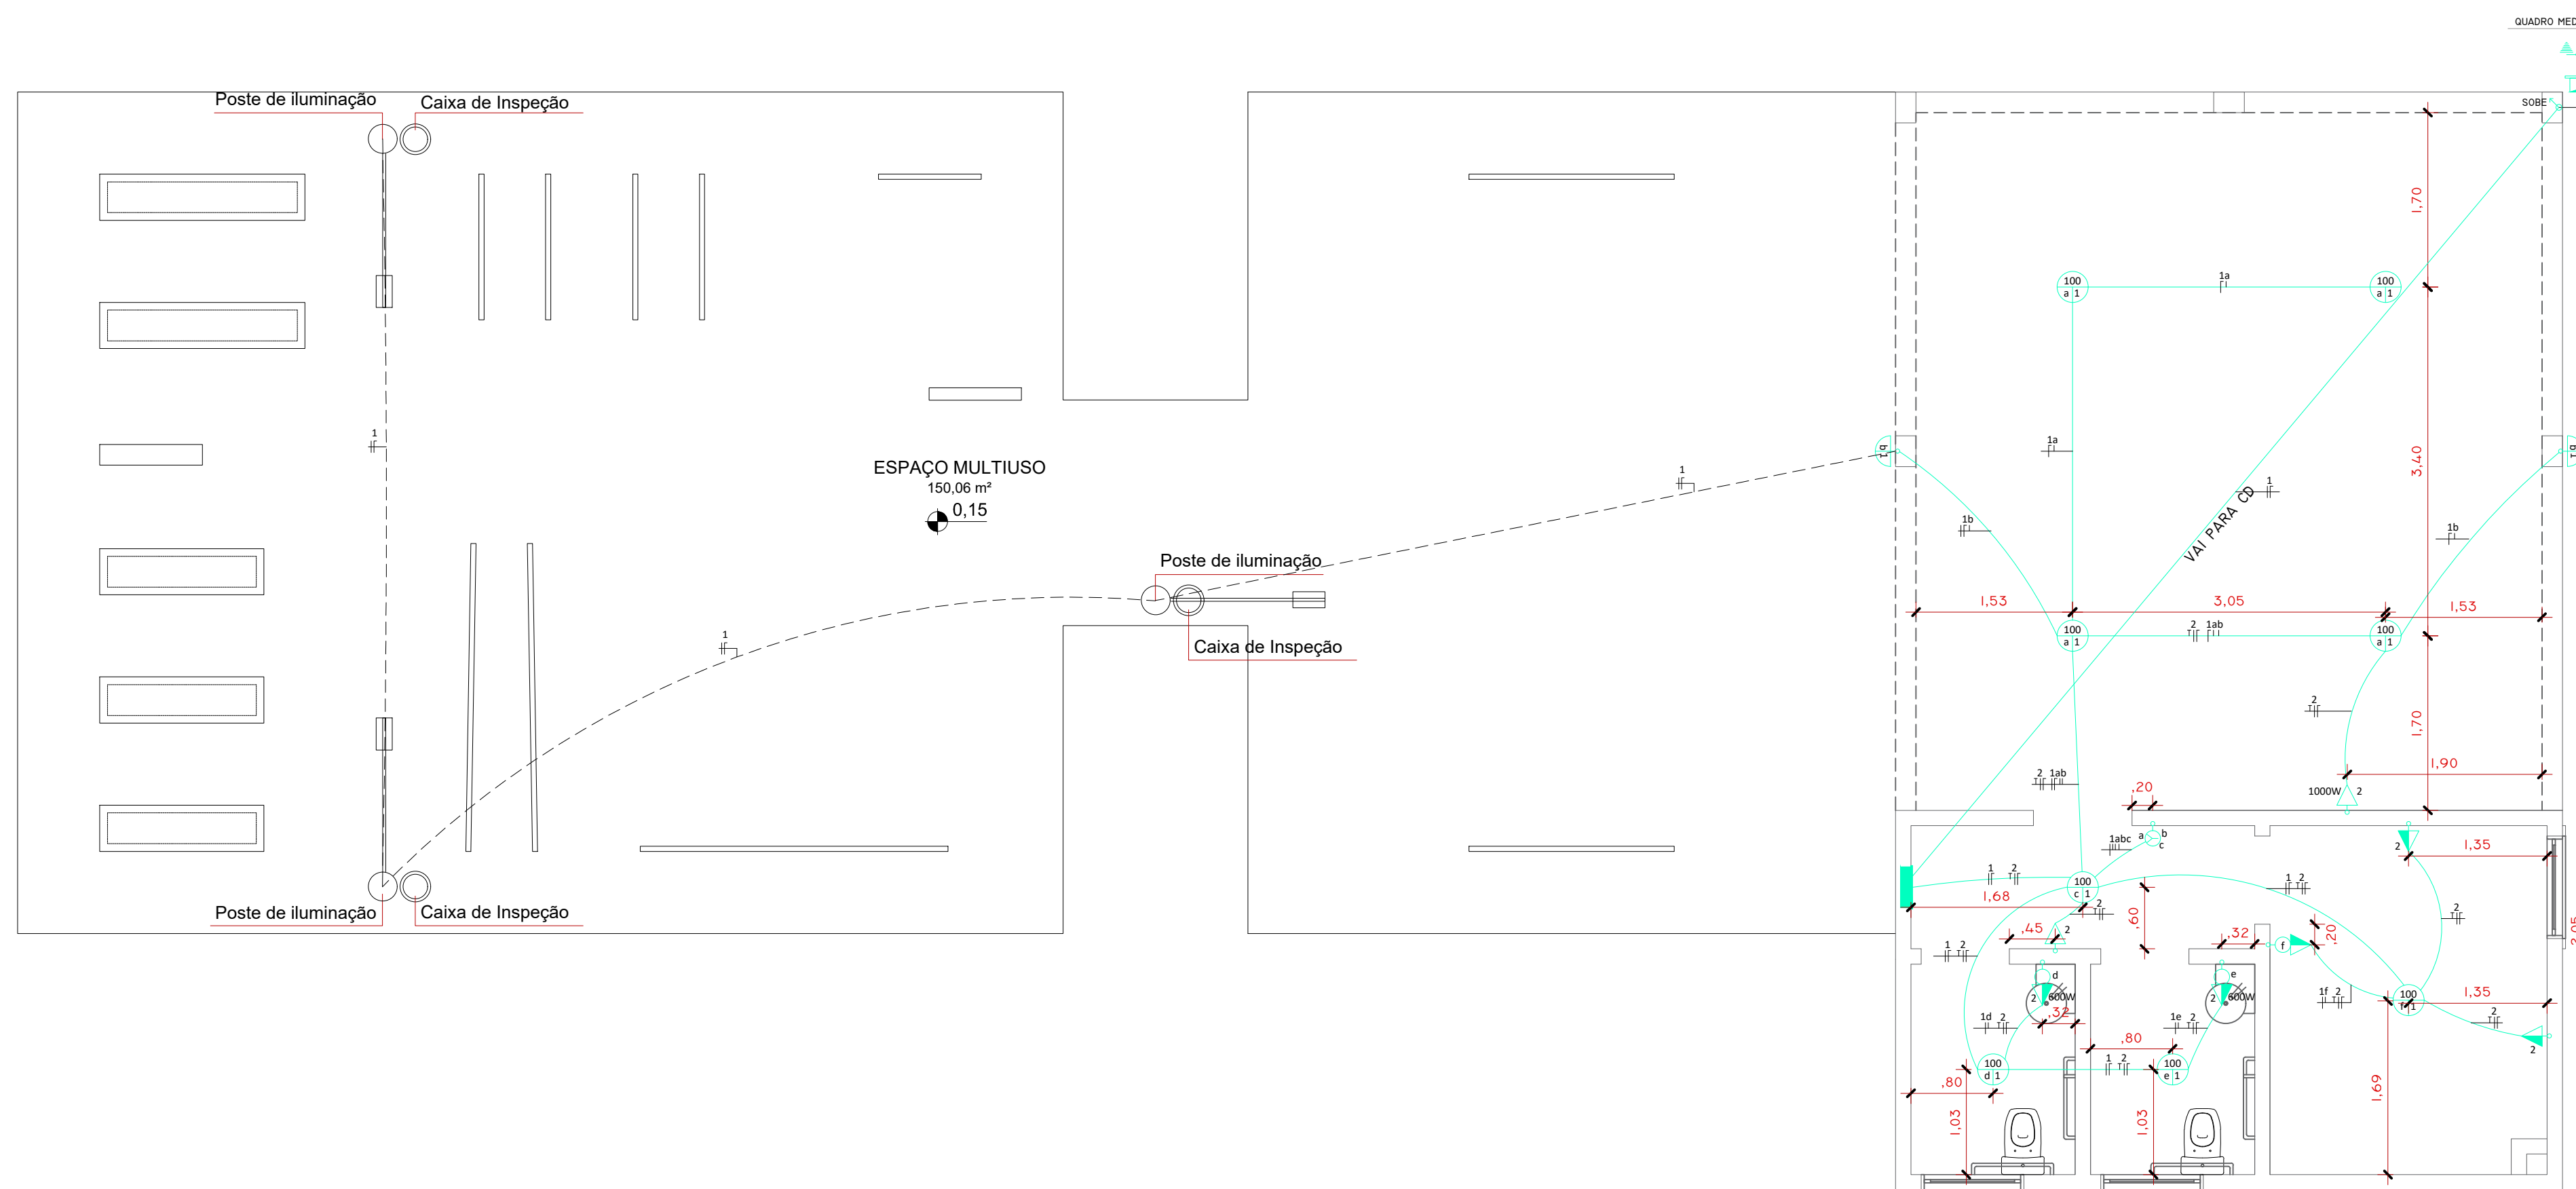 QUADRO MED
Poste de iluminação
Caixa de Inspeção
SOBE
1,70
100
a 1
1a
100
a 1
1
1a
3,40
b 1
b 1
ESPAÇO MULTIUSO
150,06 m²
0,15
1
1
VAI PARA CD
1b
1b
Poste de iluminação
1,53
3,05
1,53
1
Caixa de Inspeção
100
a 1
2 1ab
100
a 1
2
1,70
2 1ab
1,90
,20
1000W
2
1abc
a b
c
2
1,35
1 2
100
c 1
1 2
1,68
2
,60
2
Poste de iluminação
Caixa de Inspeção
,45
2
,32
f
,20
1 2
d
e
2
600W
2
600W
1f 2
100
f 1
1,35
,32
1d 2
1e 2
2
2
,80
1 2
100
d 1
100
e 1
,80
1,69
1,03
1,03